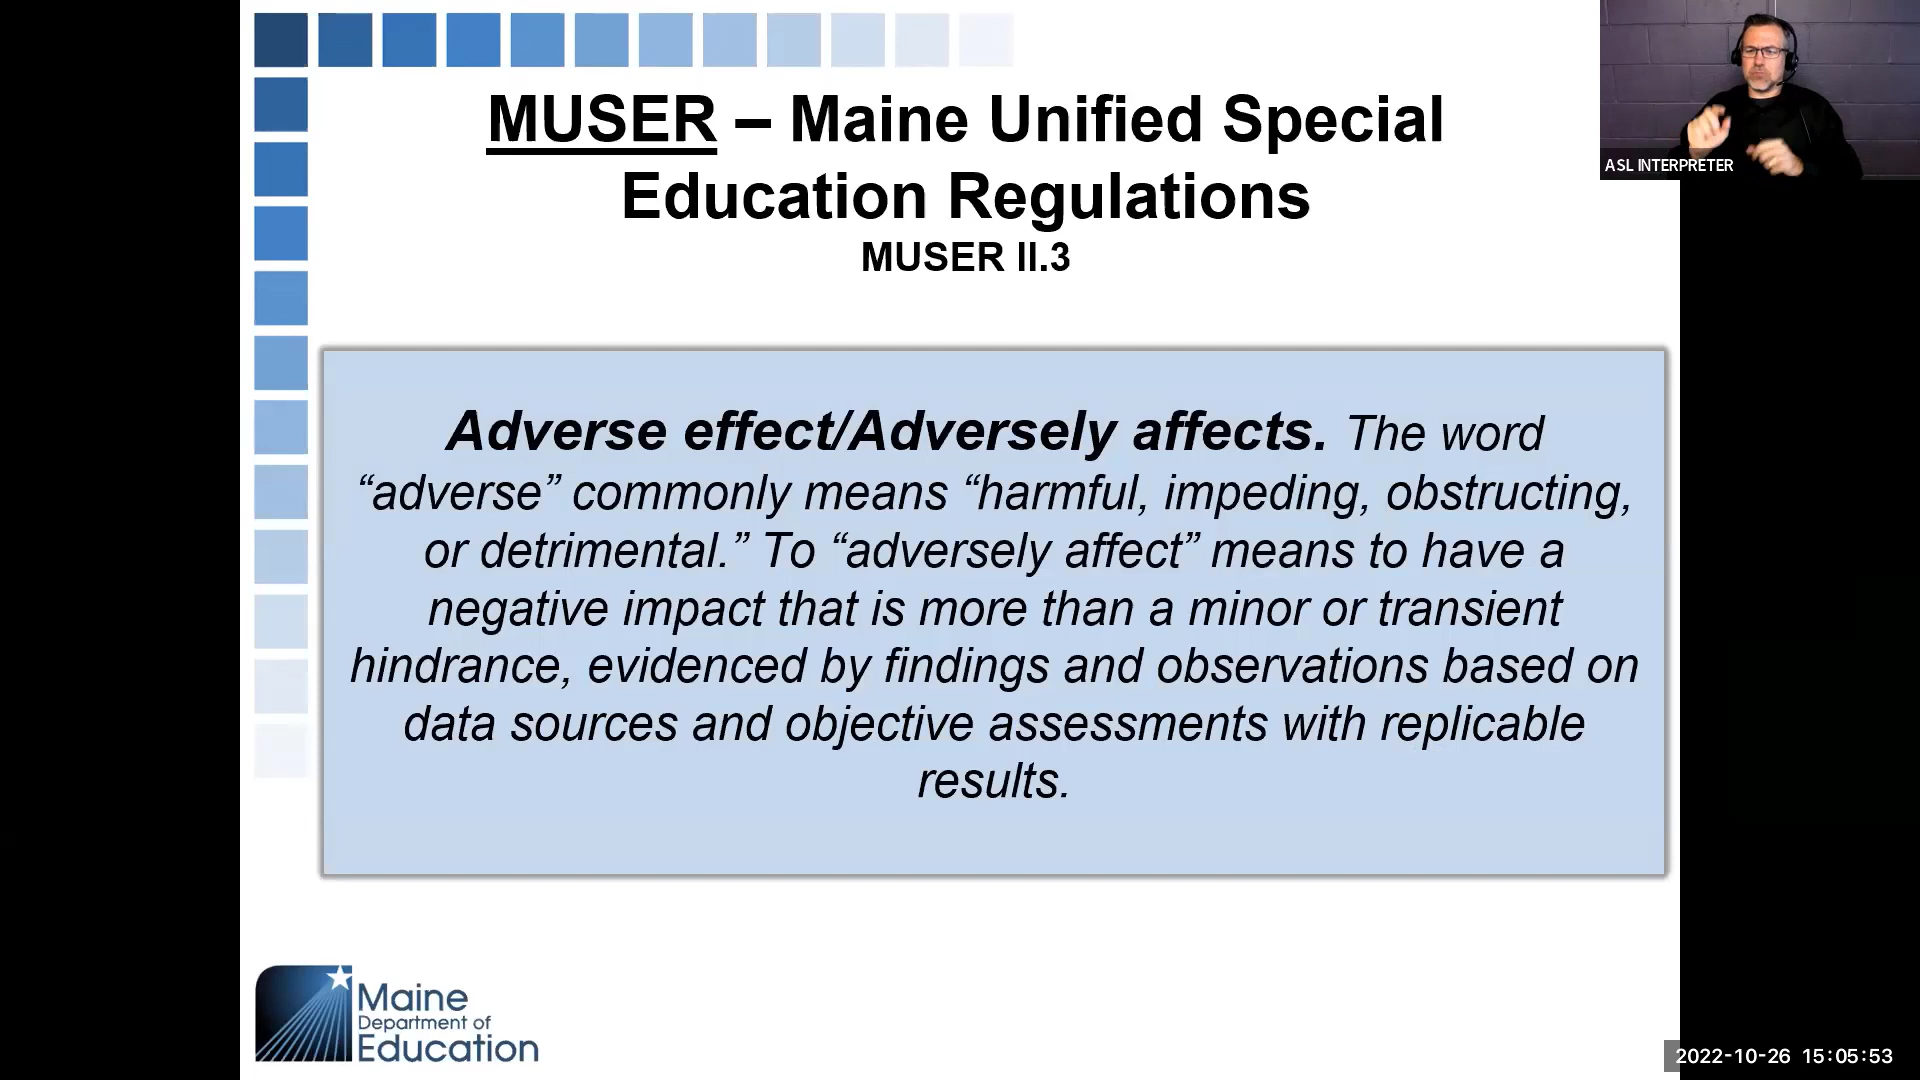 MUSER – Maine Unified Special
Education Regulations
MUSER II.3
ASL INTERPRETER
Adverse effect/Adversely affects. The word
“adverse” commonly means “harmful, impeding, obstructing,
or detrimental.” To “adversely affect” means to have a
negative impact that is more than a minor or transient
hindrance, evidenced by findings and observations based on
data sources and objective assessments with replicable
results.
Maine
Department of
Education
2022-10-26 15:05:53